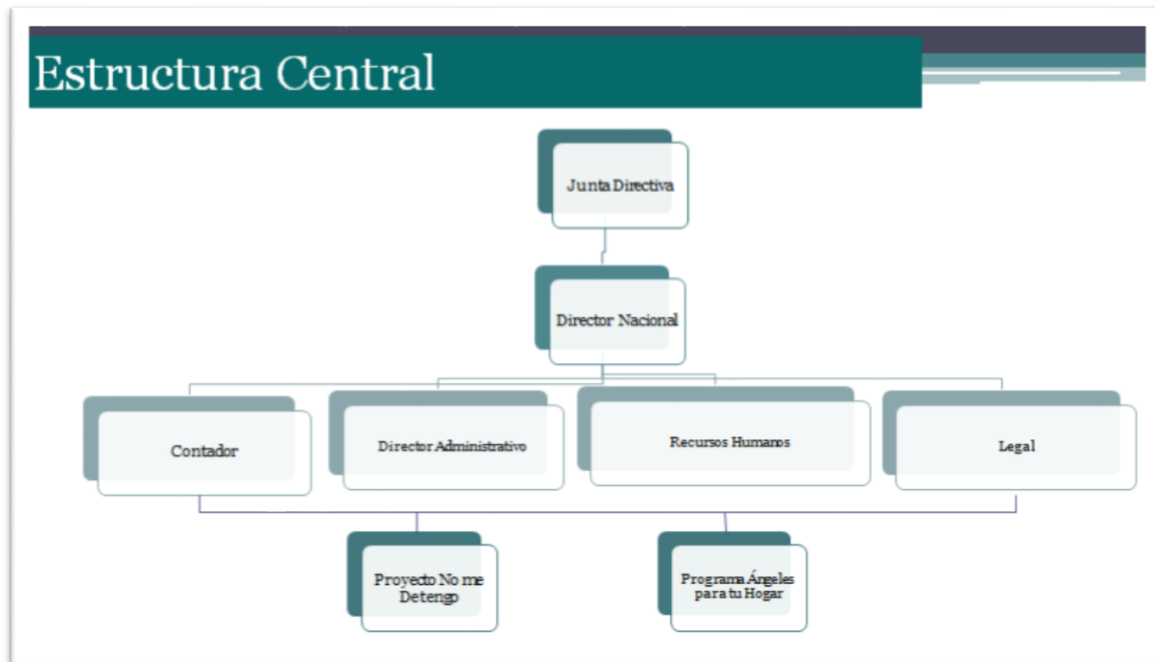 Estructura Central
Junta Directiva
Director Nacional
Contador
Director Administrativo
Recursos Humanos
Legal
Proyecto No me
Detengo
Programa Ángeles
para tu Hogar